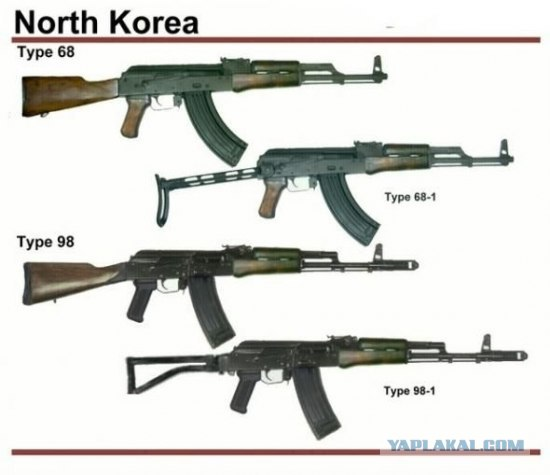 North Korea
Type 68
Type 68-1
Type 98
Type 98-1
YAPLAKAL.COM